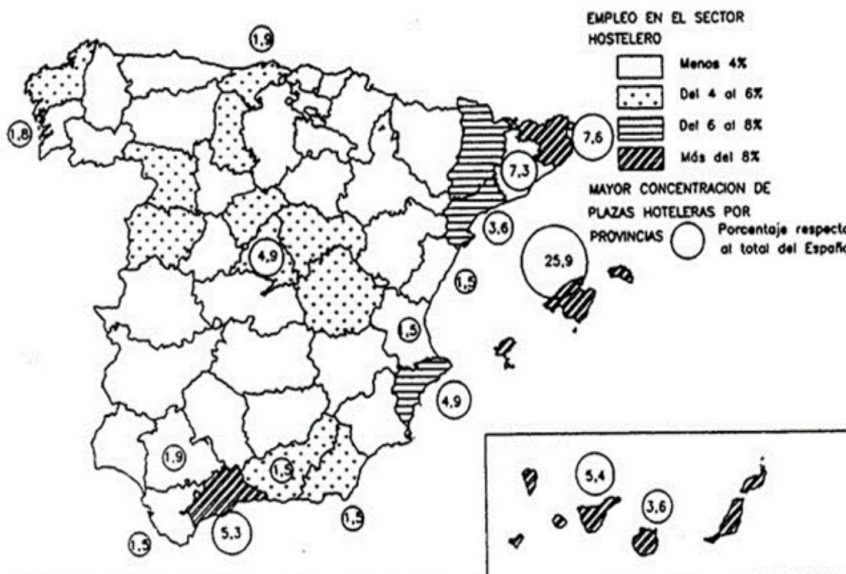 EMPLEO EN EL SECTOR
HOSTELERO
Menos 4%
Del 4 al 6%
Del 6 al 8%
Más del 8%
MAYOR CONCENTRACION DE
PLAZAS HOTELERAS POR
PROVINCIAS
Porcentaje respecto
al total del España
1,9
1,8
7,6
7,3
3,6
4,9
25,9
1,5
1,5
4,9
1,9
1,5
1,5
5,3
1,5
5,4
3,6